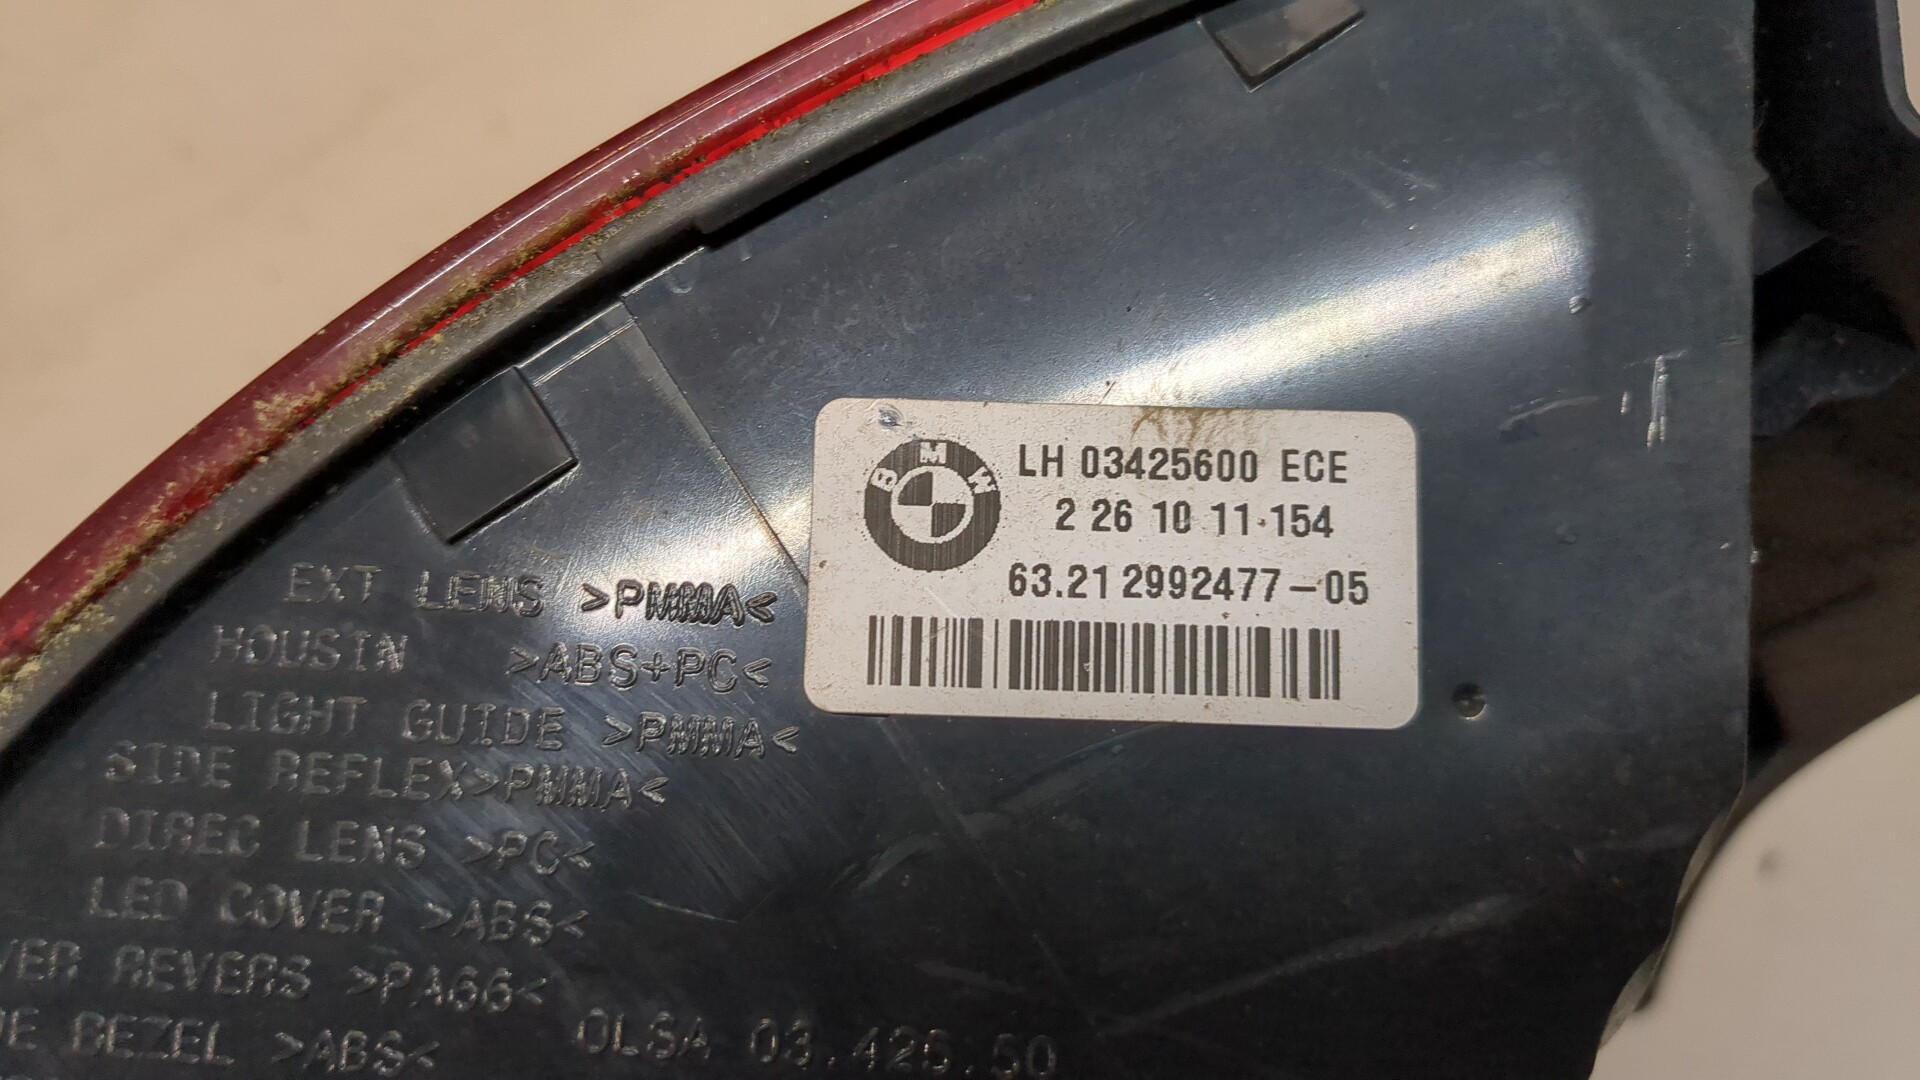 BMW
LH 03425600 ECE
2 26 10 11 154
63.21 2992477-05
EXT LENS >PMMA<
HOUSIN >ABS+PC<
LIGHT GUIDE >PMMA<
SIDE REFLEX>PMMA<
DIREC LENS >PC<
LED COVER >ABS<
VER REVERS >PA66<
BEZEL >ABS<
OLSA 03.426.50